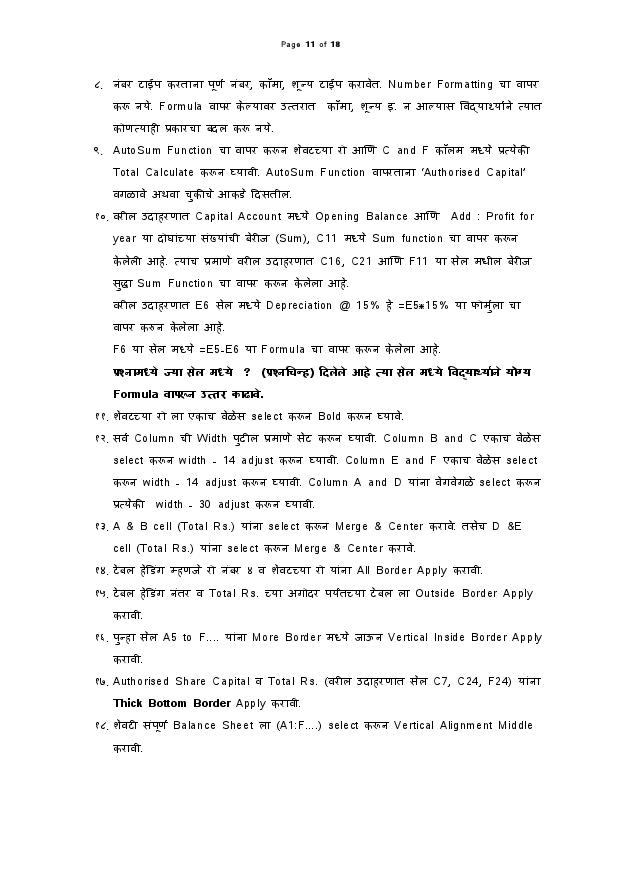 Page 11 of 18
८. नंबर टाईप करताना पूर्ण नंबर, कॉमा, शून्य टाईप करावेत. Number Formatting चा वापर
करू नये. Formula वापर केल्यावर उत्तरात कॉमा, शून्य इ. न आल्यास विद्यार्थ्याने त्यात
कोणत्याही प्रकारचा बदल करू नये.
९. AutoSum Function चा वापर करून शेवटच्या रो आणि C and F कॉलम मध्ये प्रत्येकी
Total Calculate करून घ्यावी. AutoSum Function वापरताना 'Authorised Capital'
वगळावे अथवा चुकीचे आकडे दिसतील.
१०. वरील उदाहरणात Capital Account मध्ये Opening Balance आणि Add : Profit for
year या दोघांच्या संख्यांची बेरीज (Sum), C11 मध्ये Sum function चा वापर करून
केलेली आहे. त्याच प्रमाणे वरील उदाहरणात C16, C21 आणि F11 या सेल मधील बेरीज
सुद्धा Sum Function चा वापर करून केलेला आहे.
वरील उदाहरणात E6 सेल मध्ये Depreciation @ 15% हे =E5*15% या फोर्मुला चा
वापर करुन केलेला आहे.
F6 या सेल मध्ये =E5-E6 या Formula चा वापर करून केलेला आहे.
प्रश्नामध्ये ज्या सेल मध्ये ? (प्रश्नचिन्ह) दिलेले आहे त्या सेल मध्ये विद्यार्थ्याने योग्य
Formula वापरून उत्तर काढावे.
११. शेवटच्या रो ला एकाच वेळेस select करून Bold करून घ्यावे.
१२. सर्व Column ची Width पुढील प्रमाणे सेट करून घ्यावी. Column B and C एकाच वेळेस
select करून width - 14 adjust करून घ्यावी. Column E and F एकाच वेळेस select
करून width - 14 adjust करून घ्यावी. Column A and D यांना वेगवेगळे select करून
प्रत्येकी width - 30 adjust करून घ्यावी.
१३. A & B cell (Total Rs.) यांना select करून Merge & Center करावे. तसेच D &E
cell (Total Rs.) यांना select करून Merge & Center करावे.
१४. टेबल हेडिंग म्हणजे रो नंबर ४ व शेवटच्या रो यांना All Border Apply करावी.
१५. टेबल हेडिंग नंतर व Total Rs. च्या अगोदर पर्यंतच्या टेबल ला Outside Border Apply
करावी.
१६. पुन्हा सेल A5 to F.... यांना More Border मध्ये जाऊन Vertical Inside Border Apply
करावी.
१७. Authorised Share Capital व Total Rs. (वरील उदाहरणात सेल C7, C24, F24) यांना
Thick Bottom Border Apply करावी.
१८. शेवटी संपूर्ण Balance Sheet ला (A1:F....) select करून Vertical Alignment Middle
करावी.